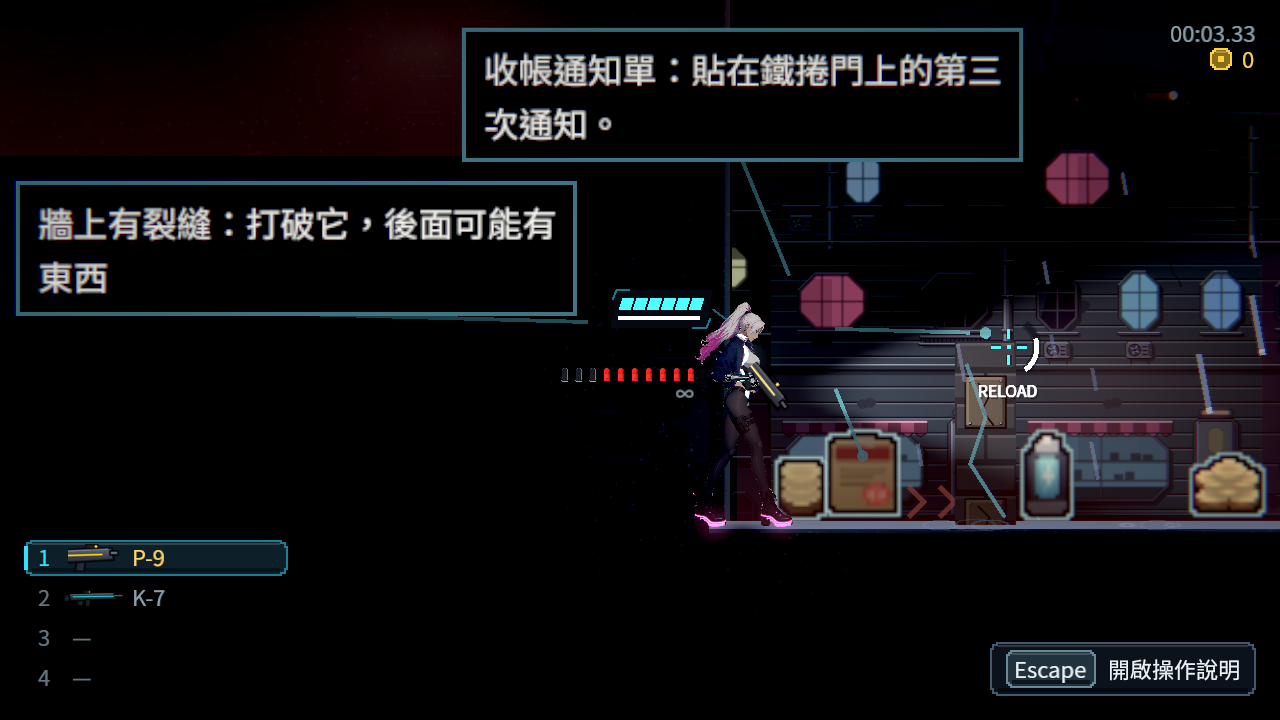 00:03.33
0
收帳通知單：貼在鐵捲門上的第三
次通知。
牆上有裂縫：打破它，後面可能有
東西
∞
RELOAD
1 P-9
2 K-7
3 —
4 —
Escape 開啟操作說明